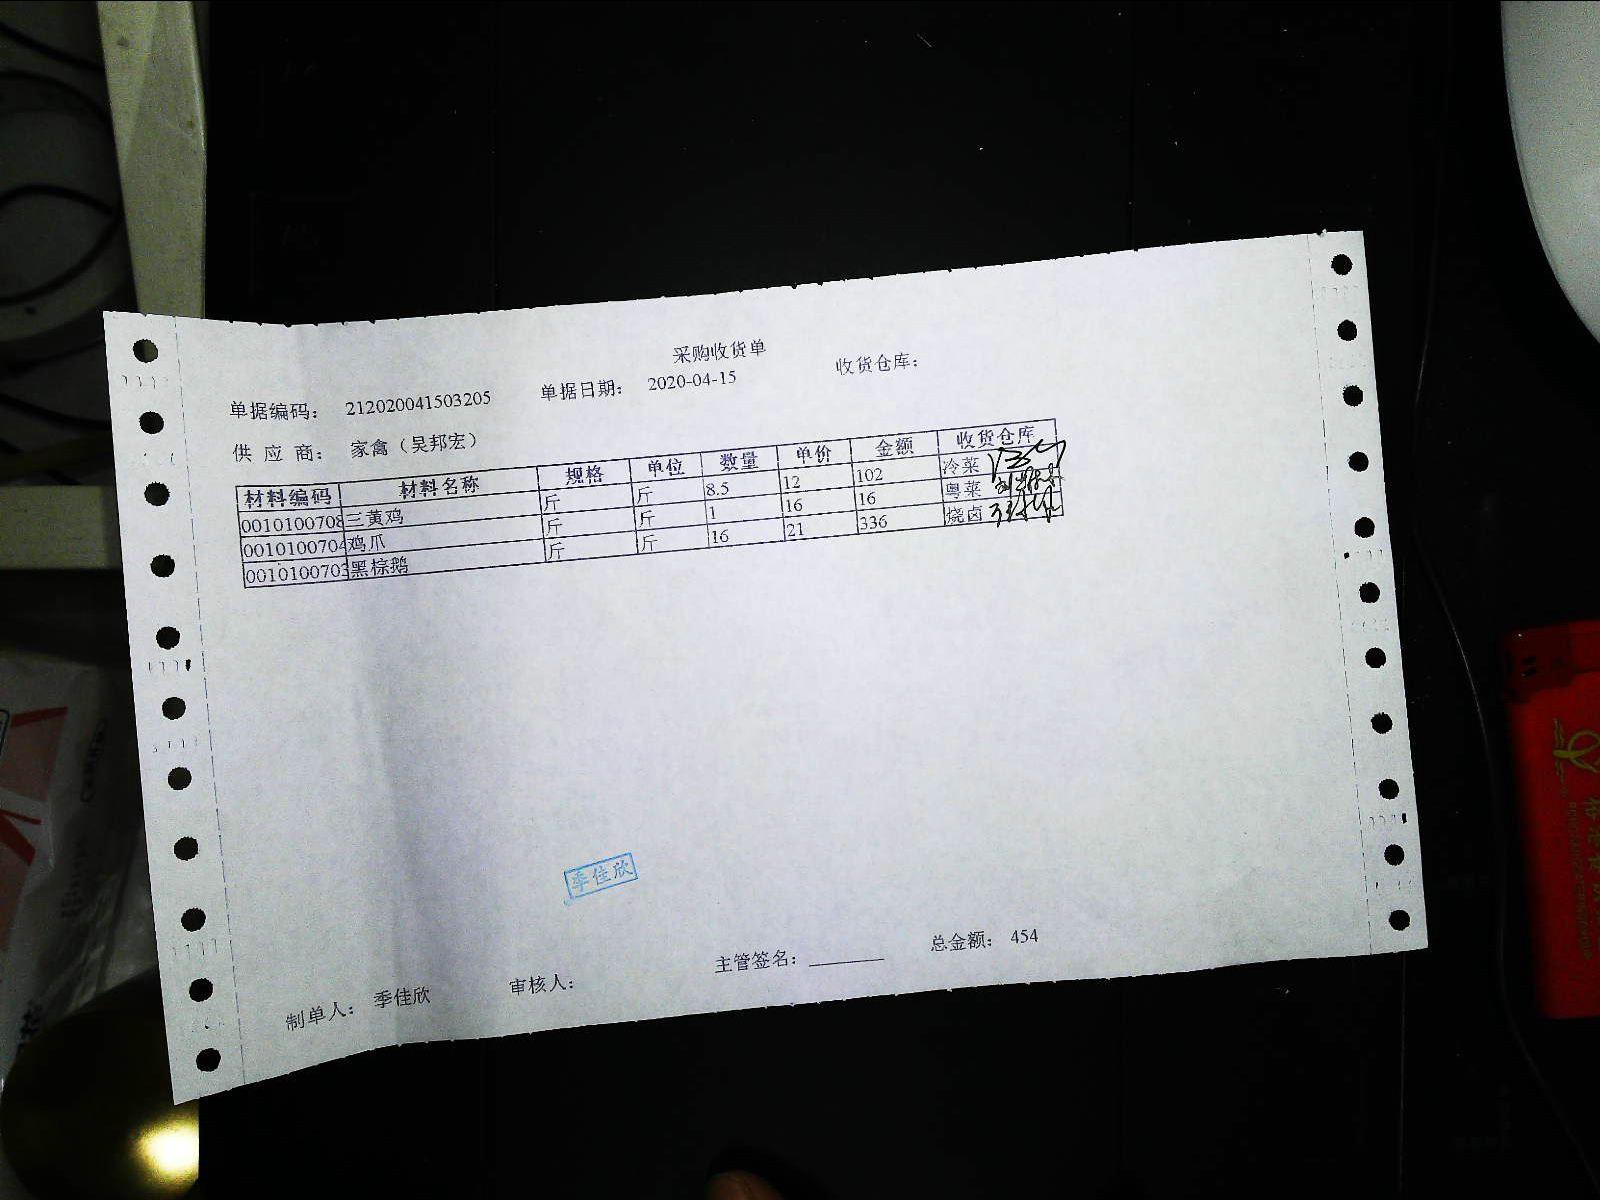 采购收货单
单据编码： 212020041503205 单据日期： 2020-04-15 收货仓库：
供 应 商： 家禽（吴邦宏）
材料编码 材料名称 规格 单位 数量 单价 金额 收货仓库
0010100708 三黄鸡 斤 斤 8.5 12 102 冷菜
0010100704 鸡爪 斤 斤 1 16 16 粤菜
0010100703 黑棕鹅 斤 斤 16 21 336 烧卤
季佳欣
制单人： 季佳欣 审核人： 主管签名：________ 总金额： 454